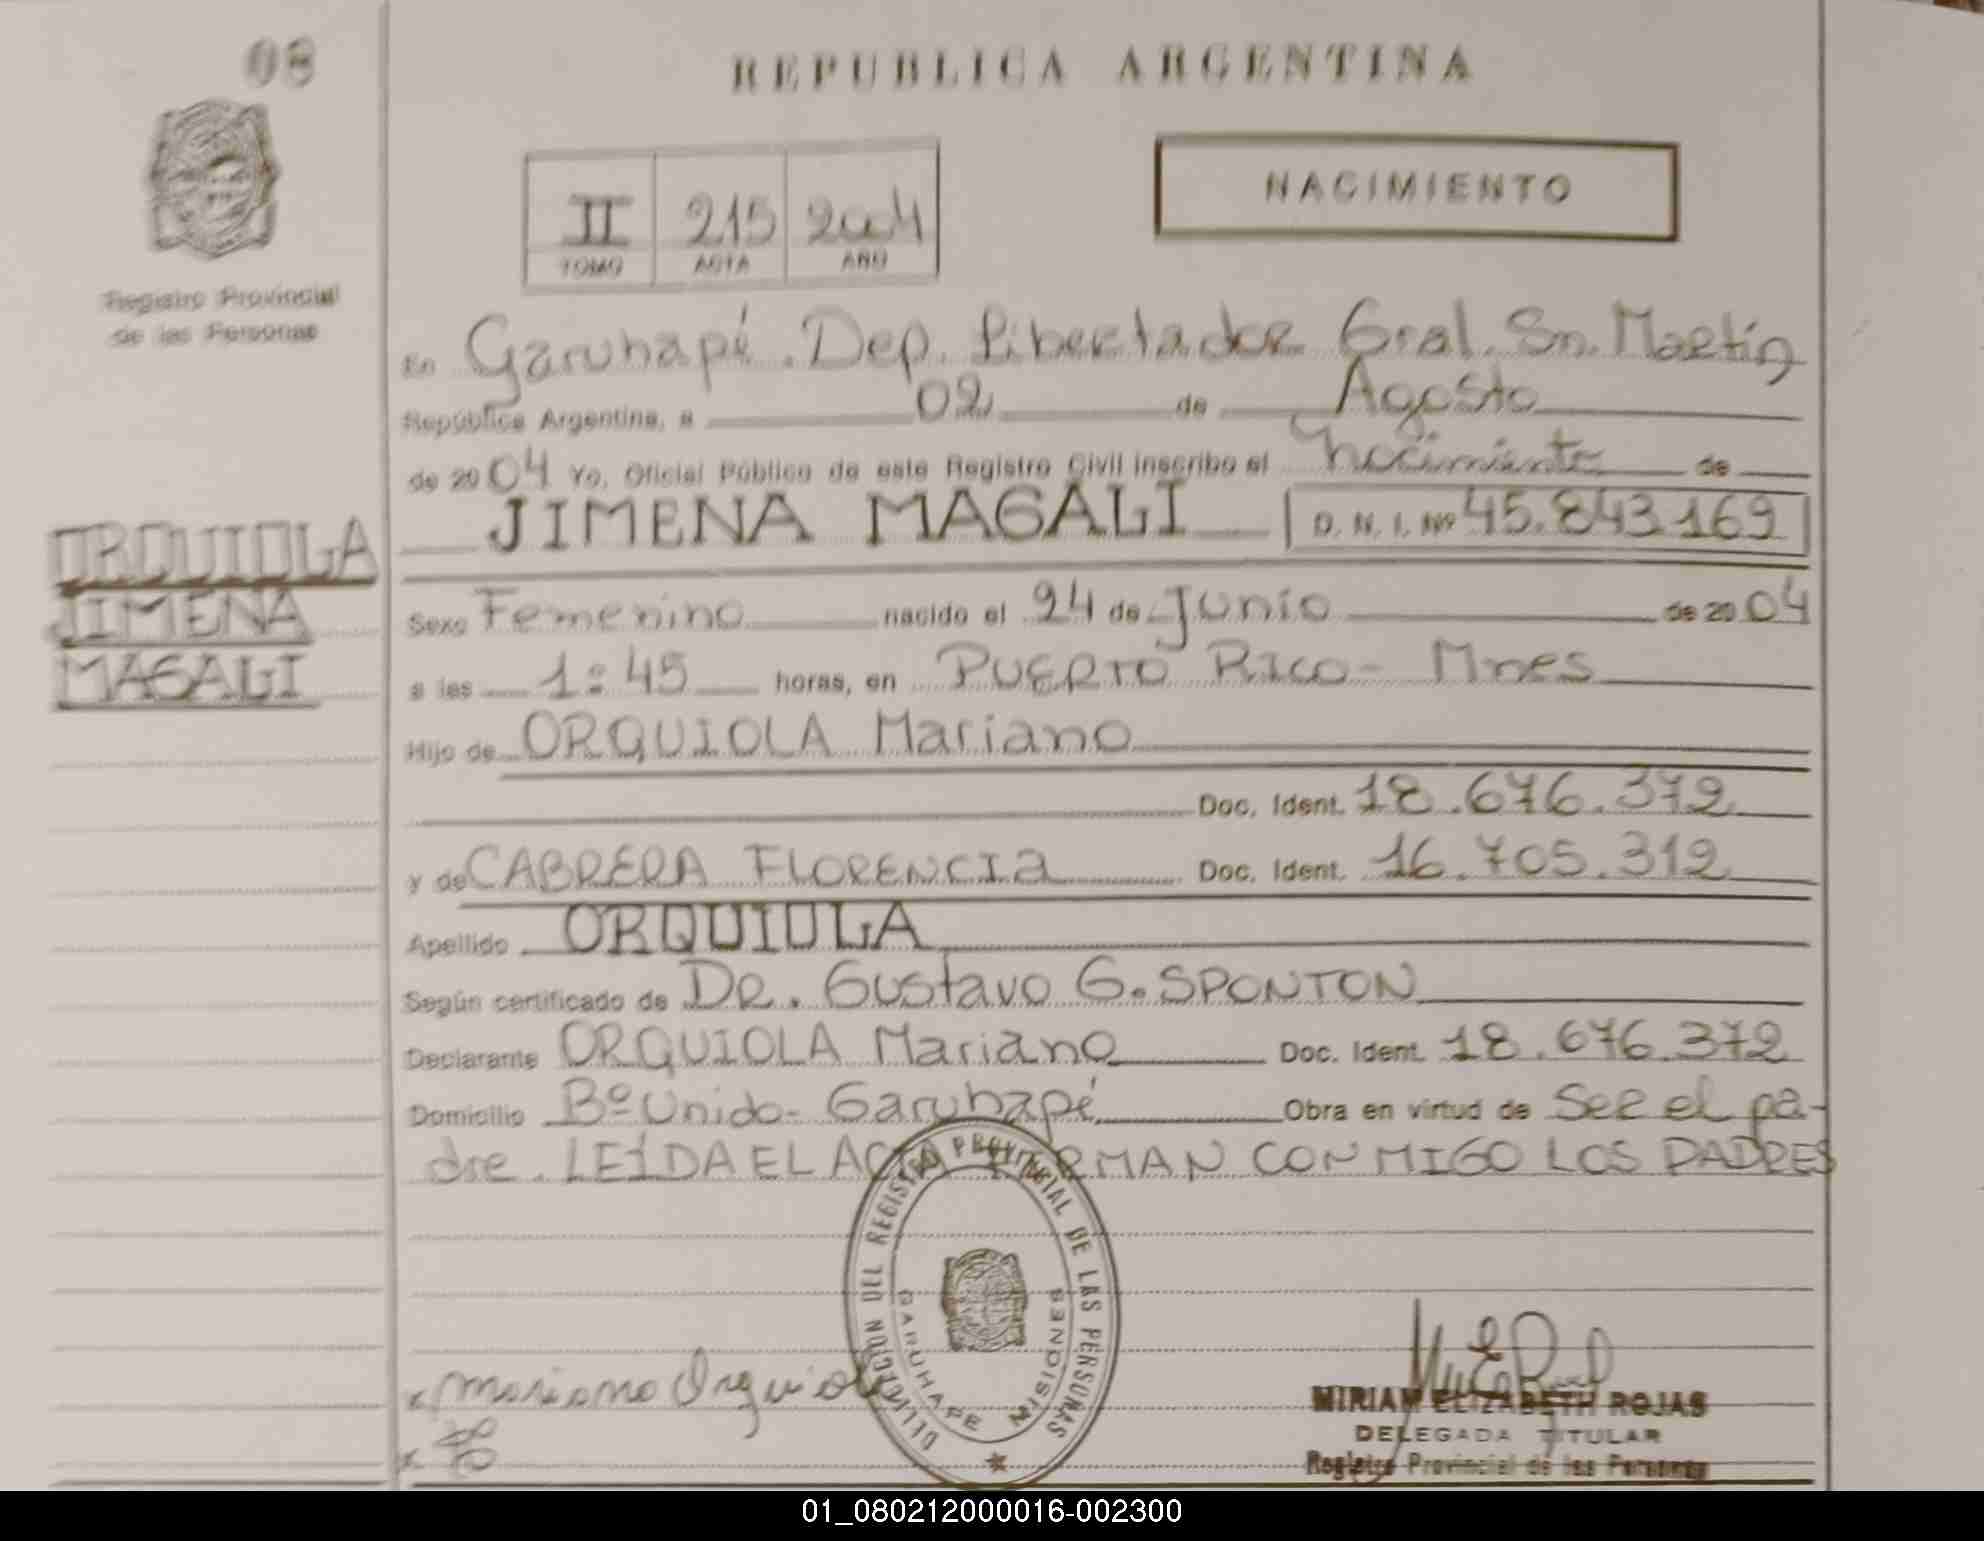 08
REPUBLICA ARGENTINA
NACIMIENTO
II 215 2004
TOMO ACTA AÑO
Registro Provincial
de las Personas
En Garuhapé. Dep. Libertador Gral. Sn. Martín
República Argentina, a 02 de Agosto
de 2004 Yo, Oficial Público de este Registro Civil inscribo el nacimiento de
JIMENA MAGALI D. N. I. Nº 45.843.169
ORQUIOLA
JIMENA
MAGALI
Sexo Femenino nacido el 24 de Junio de 2004
a las 1:45 horas, en PUERTO RICO- Mnes
Hijo de ORQUIOLA Mariano
Doc. Ident. 18.676.372
y de CABRERA FLORENCIA Doc. Ident. 16.705.312
Apellido ORQUIOLA
Según certificado de DR. Gustavo G. SPONTON
Declarante ORQUIOLA Mariano Doc. Ident. 18.676.372
Domicilio Bº Unido- Garuhapé Obra en virtud de Ser el pa-
dre. LEÍDA EL ACTA FIRMAN CONMIGO LOS PADRES
DELEGACION DEL REGISTRO PROVINCIAL DE LAS PERSONAS
GARUHAPE MISIONES
x Mariano Orquiola
x
MIRIAM ELIZABETH ROJAS
DELEGADA TITULAR
Registro Provincial de las Personas
01_080212000016-002300